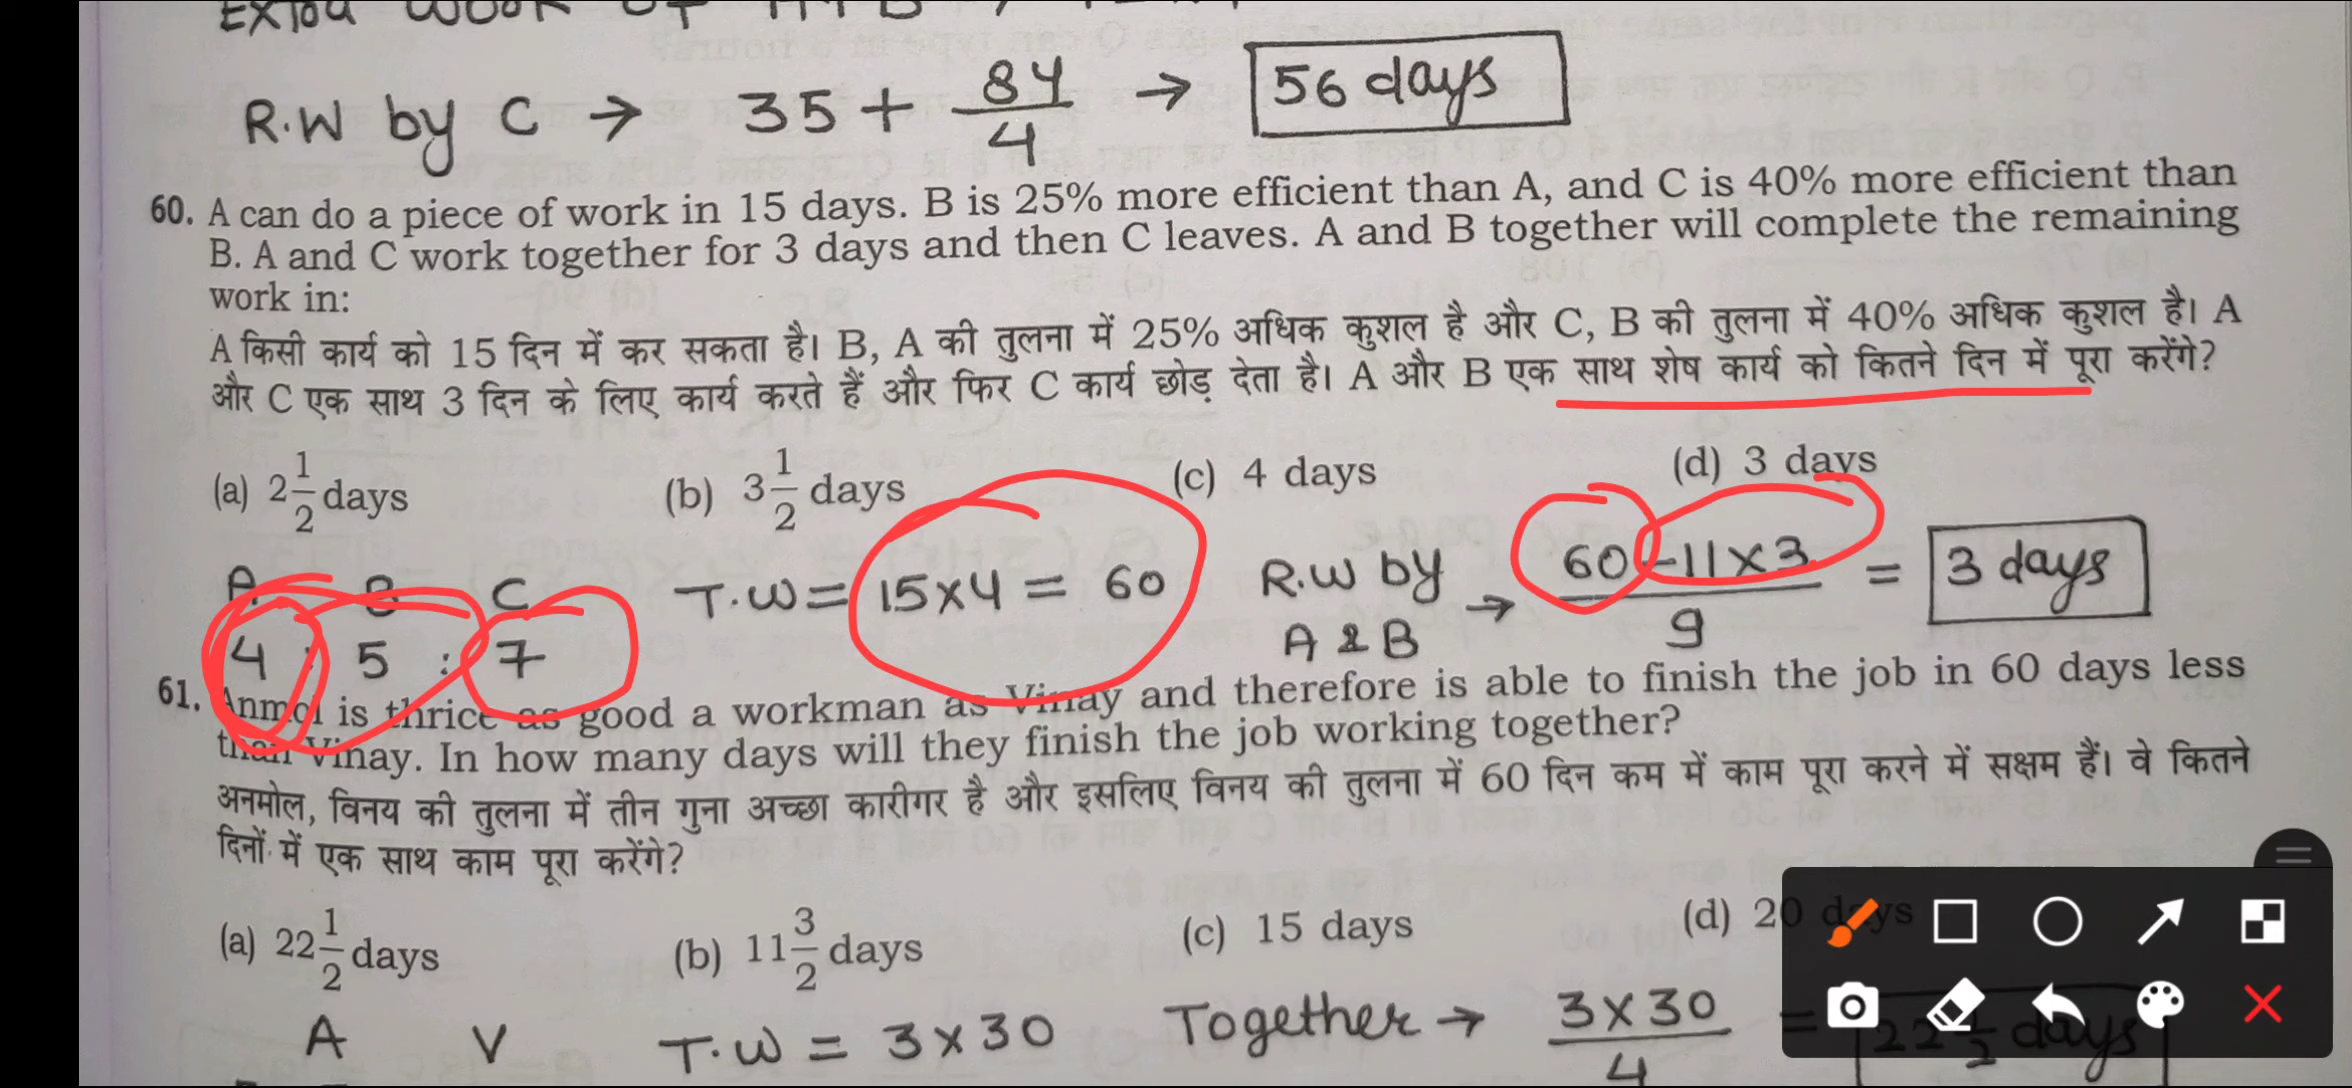 R.W by C → 35 + 84/4 → 56 days
60. A can do a piece of work in 15 days. B is 25% more efficient than A, and C is 40% more efficient than
B. A and C work together for 3 days and then C leaves. A and B together will complete the remaining
work in:
A किसी कार्य को 15 दिन में कर सकता है। B, A की तुलना में 25% अधिक कुशल है और C, B की तुलना में 40% अधिक कुशल है। A
और C एक साथ 3 दिन के लिए कार्य करते हैं और फिर C कार्य छोड़ देता है। A और B एक साथ शेष कार्य को कितने दिन में पूरा करेंगे?
(a) 2 1/2 days (b) 3 1/2 days (c) 4 days (d) 3 days
A B C T.W = 15×4 = 60 R.W by A & B → 60-11×3/9 = 3 days
4 : 5 : 7
61. Anmol is thrice as good a workman as Vinay and therefore is able to finish the job in 60 days less
than Vinay. In how many days will they finish the job working together?
अनमोल, विनय की तुलना में तीन गुना अच्छा कारीगर है और इसलिए विनय की तुलना में 60 दिन कम में काम पूरा करने में सक्षम हैं। वे कितने
दिनों में एक साथ काम पूरा करेंगे?
(a) 22 1/2 days (b) 11 3/2 days (c) 15 days (d) 20 days
A V T.W = 3×30 Together → 3×30/4 = 22 1/2 days